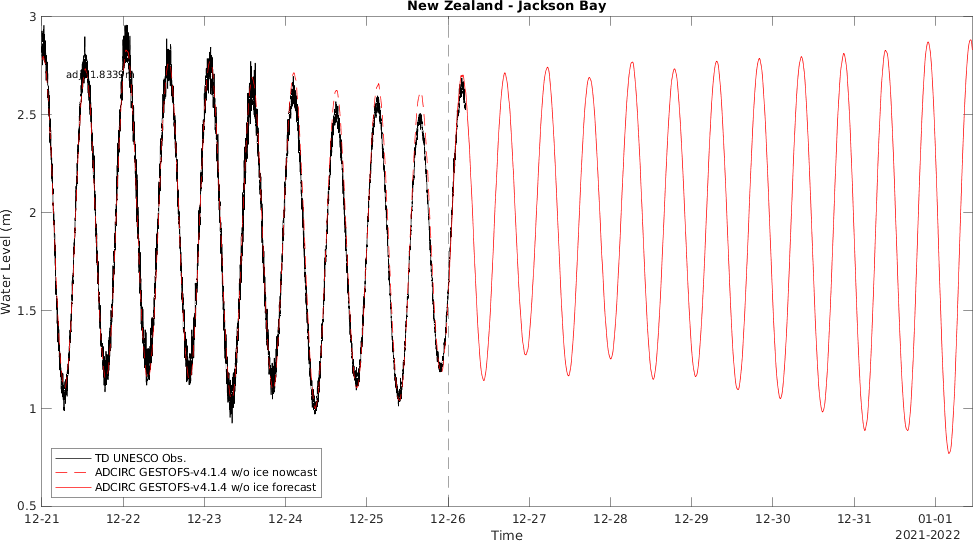 New Zealand - Jackson Bay
Water Level (m)
3
2.5
2
1.5
1
0.5
TD UNESCO Obs.
ADCIRC GESTOFS-v4.1.4 w/o ice nowcast
ADCIRC GESTOFS-v4.1.4 w/o ice forecast
12-21 12-22 12-23 12-24 12-25 12-26 12-27 12-28 12-29 12-30 12-31 01-01
Time
2021-2022